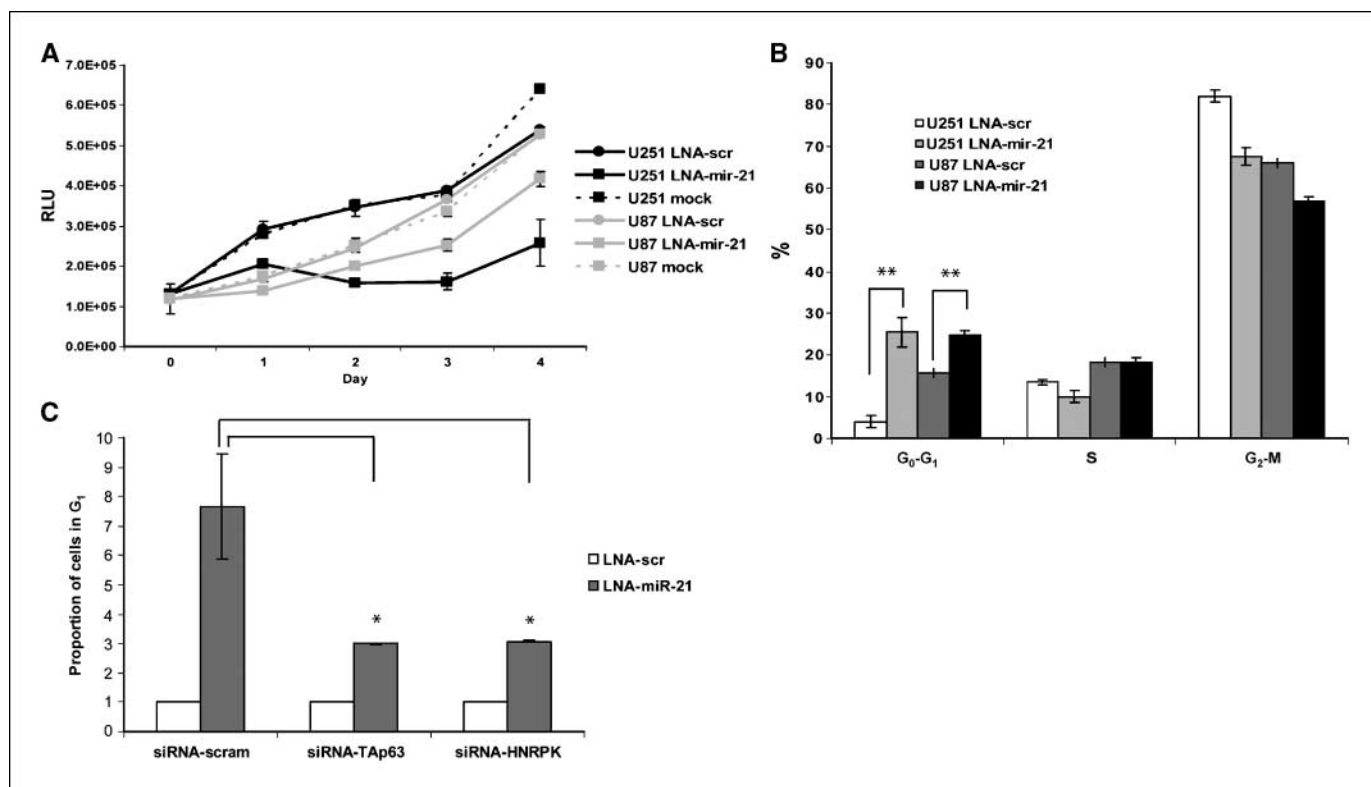 A
7.0E+05
6.0E+05
5.0E+05
4.0E+05
3.0E+05
2.0E+05
1.0E+05
0.0E+00
RLU
0 1 2 3 4
Day
U251 LNA-scr
U251 LNA-mir-21
U251 mock
U87 LNA-scr
U87 LNA-mir-21
U87 mock
B
90
80
70
60
50
40
30
20
10
0
%
U251 LNA-scr
U251 LNA-mir-21
U87 LNA-scr
U87 LNA-mir-21
** **
G₀-G₁ S G₂-M
C
10
9
8
7
6
5
4
3
2
1
0
Proportion of cells in G₁
* *
LNA-scr
LNA-miR-21
siRNA-scram siRNA-TAp63 siRNA-HNRPK